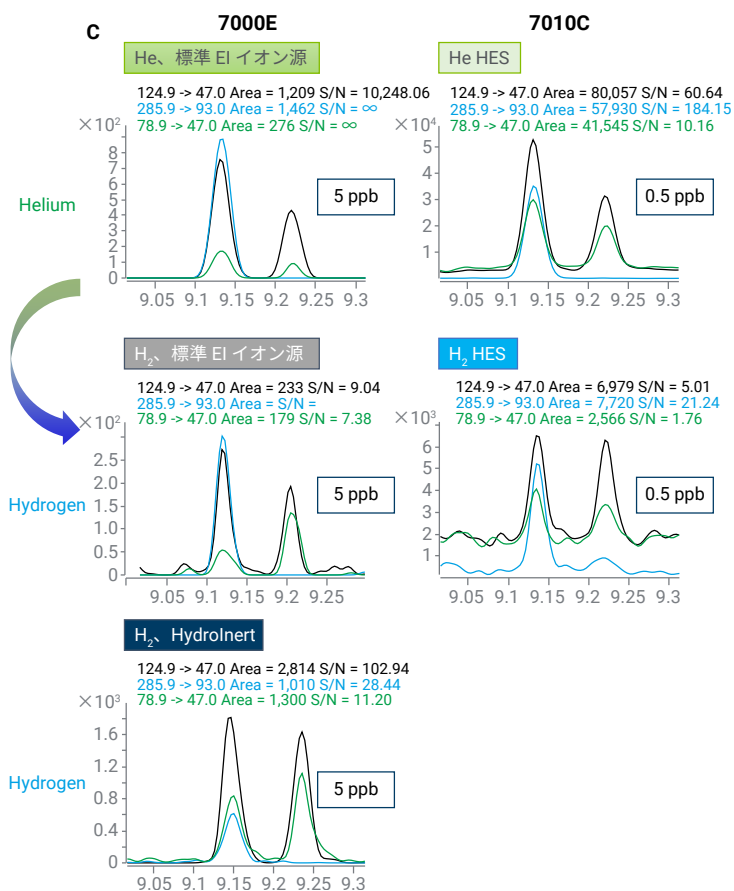 C
7000E
7010C
He、標準 EI イオン源
He HES
124.9 -> 47.0 Area = 1,209 S/N = 10,248.06
285.9 -> 93.0 Area = 1,462 S/N = ∞
78.9 -> 47.0 Area = 276 S/N = ∞
124.9 -> 47.0 Area = 80,057 S/N = 60.64
285.9 -> 93.0 Area = 57,930 S/N = 184.15
78.9 -> 47.0 Area = 41,545 S/N = 10.16
×10²
8
7
6
5
4
3
2
1
0
5 ppb
9.05 9.1 9.15 9.2 9.25 9.3
×10⁴
5
4
3
2
1
0.5 ppb
9.05 9.1 9.15 9.2 9.25 9.3
Helium
H₂、標準 EI イオン源
H₂ HES
124.9 -> 47.0 Area = 233 S/N = 9.04
285.9 -> 93.0 Area = S/N =
78.9 -> 47.0 Area = 179 S/N = 7.38
124.9 -> 47.0 Area = 6,979 S/N = 5.01
285.9 -> 93.0 Area = 7,720 S/N = 21.24
78.9 -> 47.0 Area = 2,566 S/N = 1.76
×10²
2.5
2.0
1.5
1.0
0.5
0
5 ppb
9.05 9.1 9.15 9.2 9.25
×10³
6
5
4
3
2
1
0.5 ppb
9.05 9.1 9.15 9.2 9.25 9.3
Hydrogen
H₂、HydroInert
124.9 -> 47.0 Area = 2,814 S/N = 102.94
285.9 -> 93.0 Area = 1,010 S/N = 28.44
78.9 -> 47.0 Area = 1,300 S/N = 11.20
×10³
1.6
1.2
0.8
0.4
0
5 ppb
9.05 9.1 9.15 9.2 9.25 9.3
Hydrogen